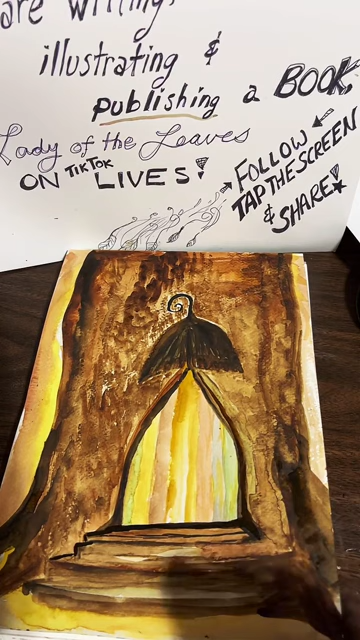 are writing,
illustrating &
publishing a BOOK,
Lady of the Leaves
ON TIKTOK LIVES!
FOLLOW
TAP THE SCREEN
& SHARE!